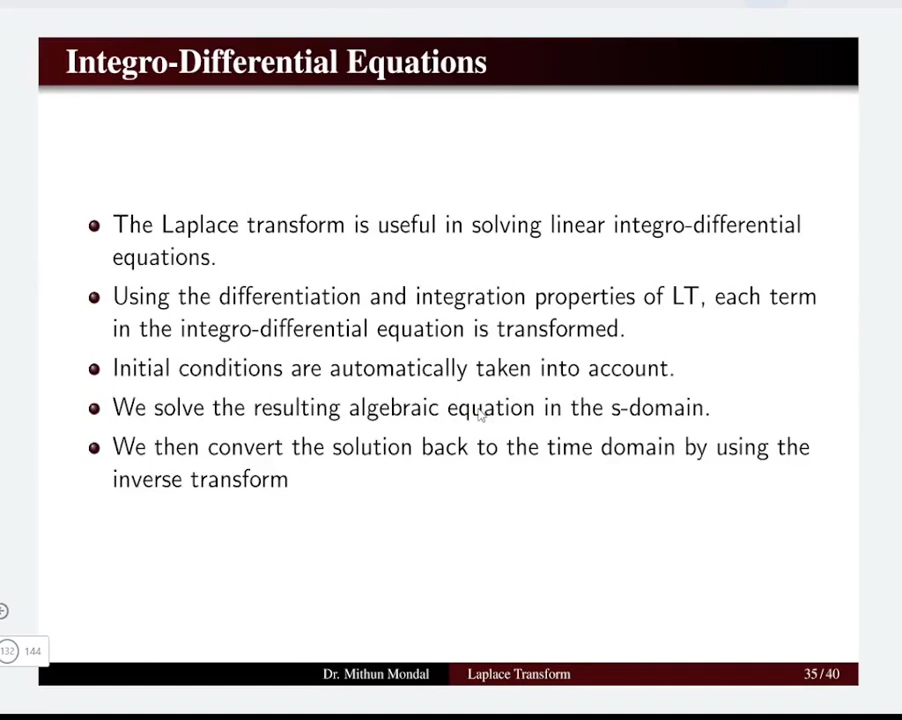 Integro-Differential Equations
The Laplace transform is useful in solving linear integro-differential
equations.
Using the differentiation and integration properties of LT, each term
in the integro-differential equation is transformed.
Initial conditions are automatically taken into account.
We solve the resulting algebraic equation in the s-domain.
We then convert the solution back to the time domain by using the
inverse transform
132 144
Dr. Mithun Mondal Laplace Transform 35/40